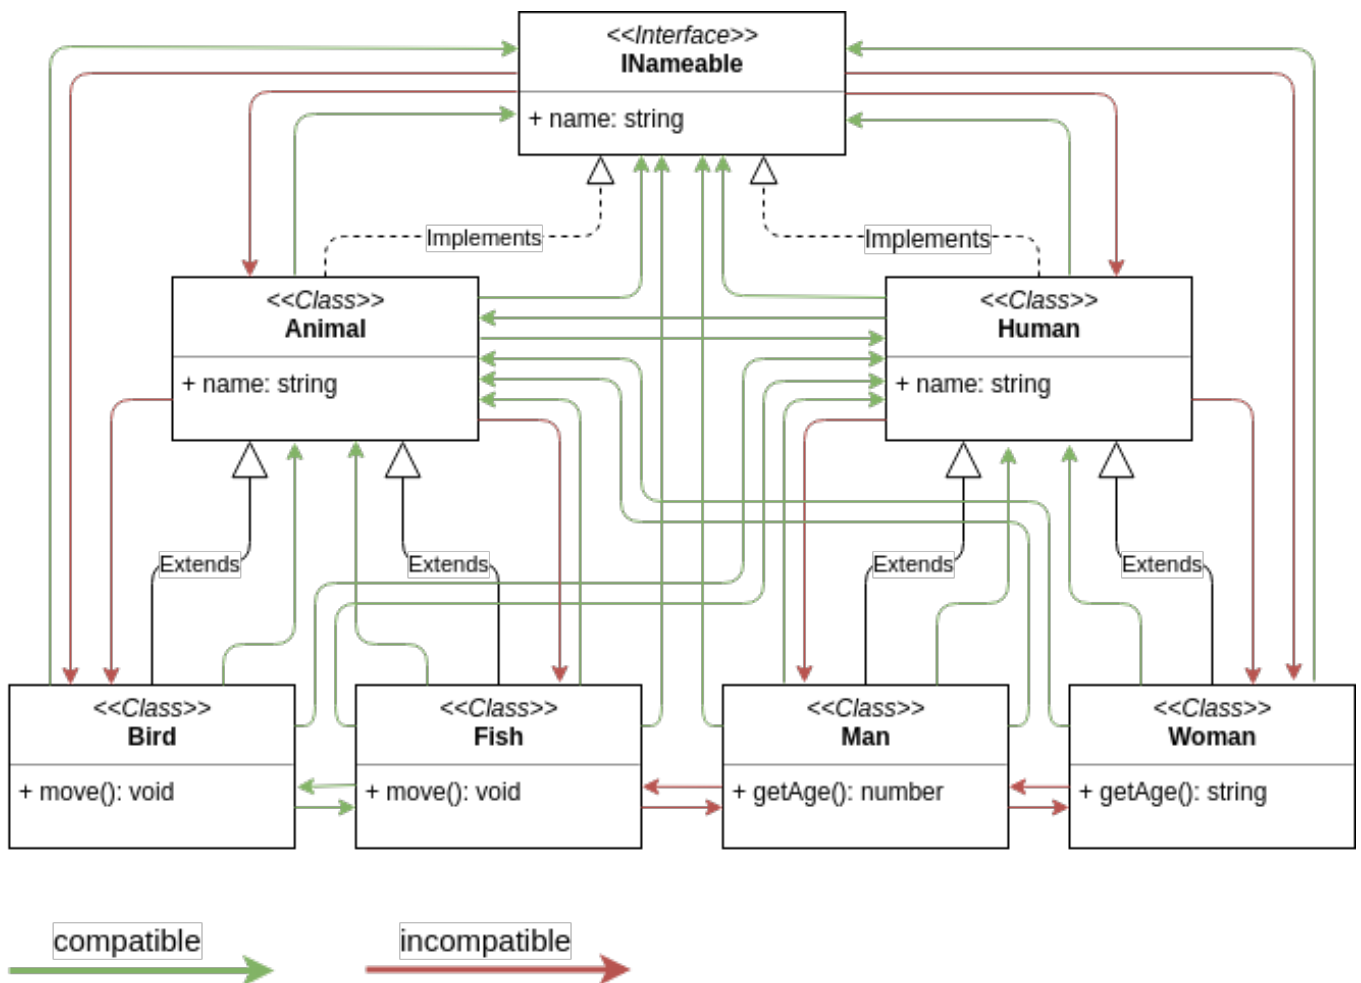 <<Interface>>
INameable
+ name: string
Implements
Implements
<<Class>>
Animal
+ name: string
<<Class>>
Human
+ name: string
Extends
Extends
Extends
Extends
<<Class>>
Bird
+ move(): void
<<Class>>
Fish
+ move(): void
<<Class>>
Man
+ getAge(): number
<<Class>>
Woman
+ getAge(): string
compatible
incompatible